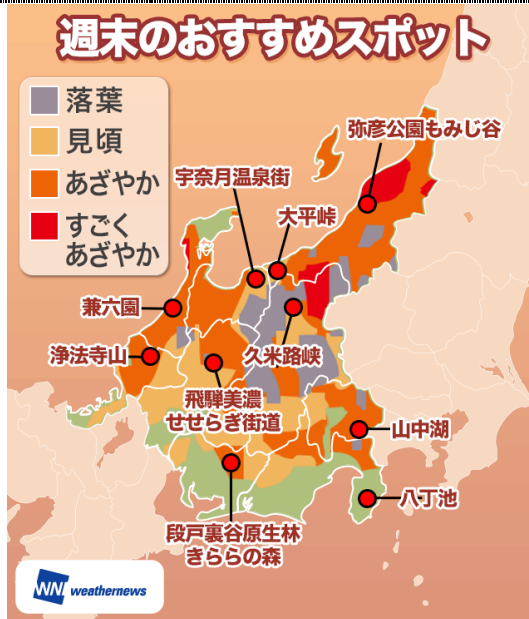 週末のおすすめスポット
落葉
見頃
あざやか
すごく
あざやか
弥彦公園もみじ谷
宇奈月温泉街
大平峠
兼六園
浄法寺山
久米路峡
飛騨美濃
せせらぎ街道
山中湖
八丁池
段戸裏谷原生林
きららの森
WNI weathernews